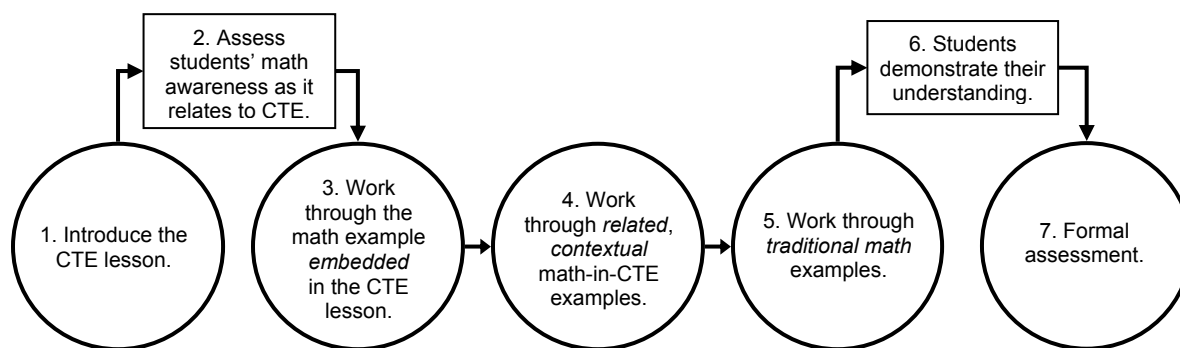 1. Introduce the
CTE lesson.
2. Assess
students’ math
awareness as it
relates to CTE.
3. Work
through the
math example
embedded
in the CTE
lesson.
4. Work
through related,
contextual
math-in-CTE
examples.
5. Work through
traditional math
examples.
6. Students
demonstrate their
understanding.
7. Formal
assessment.